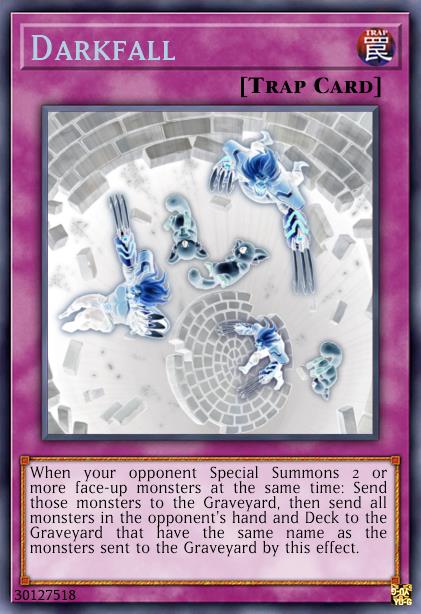 DARKFALL
TRAP
罠
[TRAP CARD]
When your opponent Special Summons 2 or
more face-up monsters at the same time: Send
those monsters to the Graveyard, then send all
monsters in the opponent's hand and Deck to the
Graveyard that have the same name as the
monsters sent to the Graveyard by this effect.
30127518